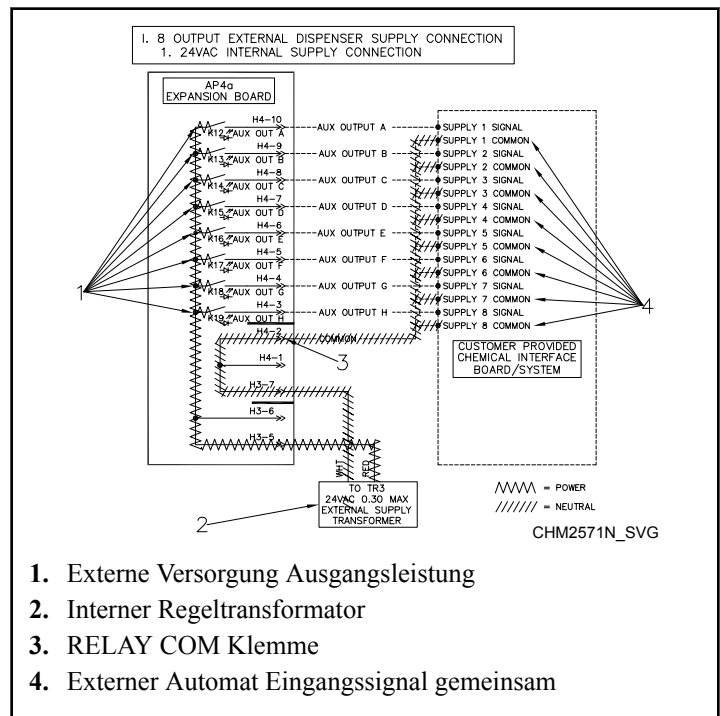 I. 8 OUTPUT EXTERNAL DISPENSER SUPPLY CONNECTION
1. 24VAC INTERNAL SUPPLY CONNECTION
AP4a
EXPANSION BOARD
H4-10
K12 AUX OUT A
AUX OUTPUT A
SUPPLY 1 SIGNAL
SUPPLY 1 COMMON
H4-9
K13 AUX OUT B
AUX OUTPUT B
SUPPLY 2 SIGNAL
SUPPLY 2 COMMON
H4-8
K14 AUX OUT C
AUX OUTPUT C
SUPPLY 3 SIGNAL
SUPPLY 3 COMMON
H4-7
K15 AUX OUT D
AUX OUTPUT D
SUPPLY 4 SIGNAL
SUPPLY 4 COMMON
H4-6
K16 AUX OUT E
AUX OUTPUT E
SUPPLY 5 SIGNAL
SUPPLY 5 COMMON
H4-5
K17 AUX OUT F
AUX OUTPUT F
SUPPLY 6 SIGNAL
SUPPLY 6 COMMON
H4-4
K18 AUX OUT G
AUX OUTPUT G
SUPPLY 7 SIGNAL
SUPPLY 7 COMMON
H4-3
K19 AUX OUT H
AUX OUTPUT H
SUPPLY 8 SIGNAL
SUPPLY 8 COMMON
1
4
H4-2
COMMON
3
H4-1
H3-7
H3-6
H3-5
CUSTOMER PROVIDED
CHEMICAL INTERFACE
BOARD/SYSTEM
WHT
RED
TO TR3
24VAC 0.30 MAX
EXTERNAL SUPPLY
TRANSFORMER
2
= POWER
= NEUTRAL
CHM2571N_SVG
1. Externe Versorgung Ausgangsleistung
2. Interner Regeltransformator
3. RELAY COM Klemme
4. Externer Automat Eingangssignal gemeinsam